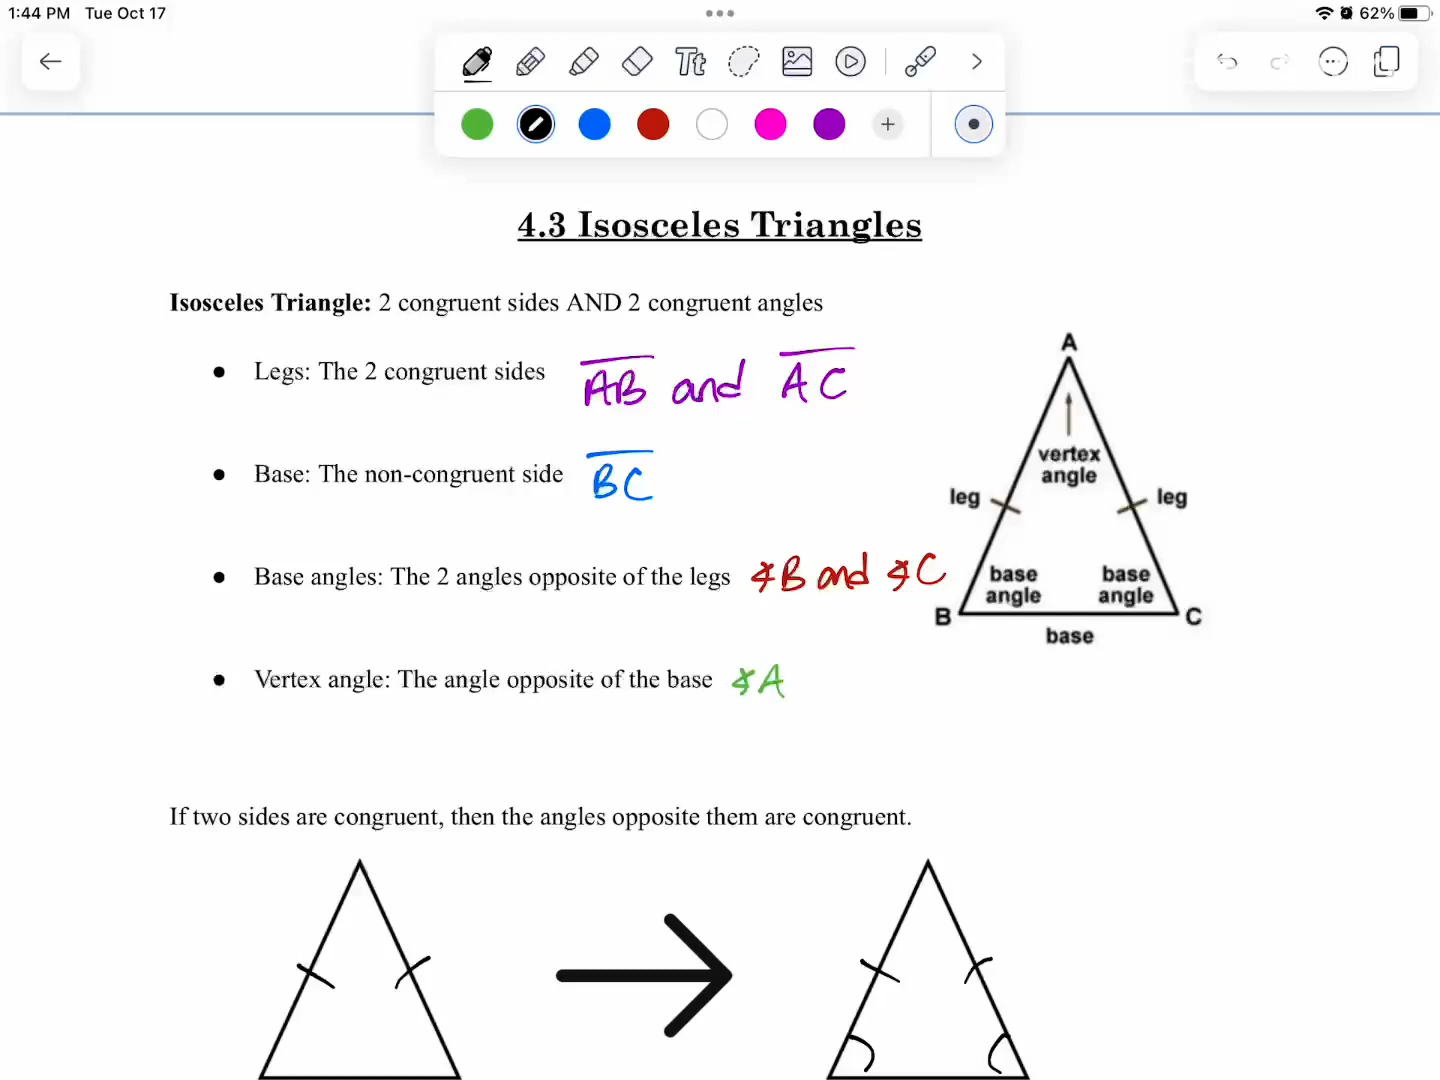 1:44 PM Tue Oct 17
62%
Tt
4.3 Isosceles Triangles
Isosceles Triangle: 2 congruent sides AND 2 congruent angles
● Legs: The 2 congruent sides AB and AC
● Base: The non-congruent side BC
● Base angles: The 2 angles opposite of the legs ∡B and ∡C
● Vertex angle: The angle opposite of the base ∡A
A
vertex
angle
leg leg
base base
angle angle
B C
base
If two sides are congruent, then the angles opposite them are congruent.